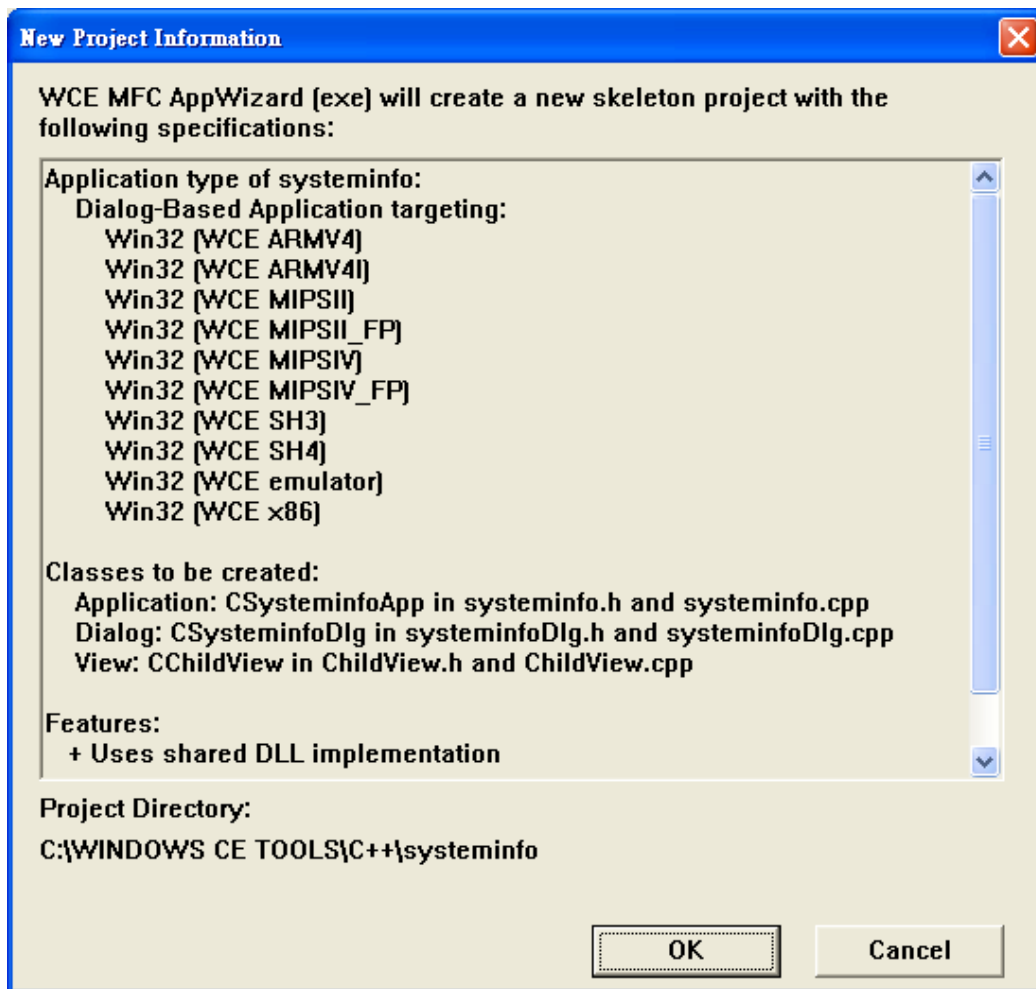 New Project Information
WCE MFC AppWizard (exe) will create a new skeleton project with the
following specifications:
Application type of systeminfo:
Dialog-Based Application targeting:
Win32 (WCE ARMV4)
Win32 (WCE ARMV4I)
Win32 (WCE MIPSII)
Win32 (WCE MIPSII_FP)
Win32 (WCE MIPSIV)
Win32 (WCE MIPSIV_FP)
Win32 (WCE SH3)
Win32 (WCE SH4)
Win32 (WCE emulator)
Win32 (WCE x86)
Classes to be created:
Application: CSysteminfoApp in systeminfo.h and systeminfo.cpp
Dialog: CSysteminfoDlg in systeminfoDlg.h and systeminfoDlg.cpp
View: CChildView in ChildView.h and ChildView.cpp
Features:
+ Uses shared DLL implementation
Project Directory:
C:\WINDOWS CE TOOLS\C++\systeminfo
OK Cancel